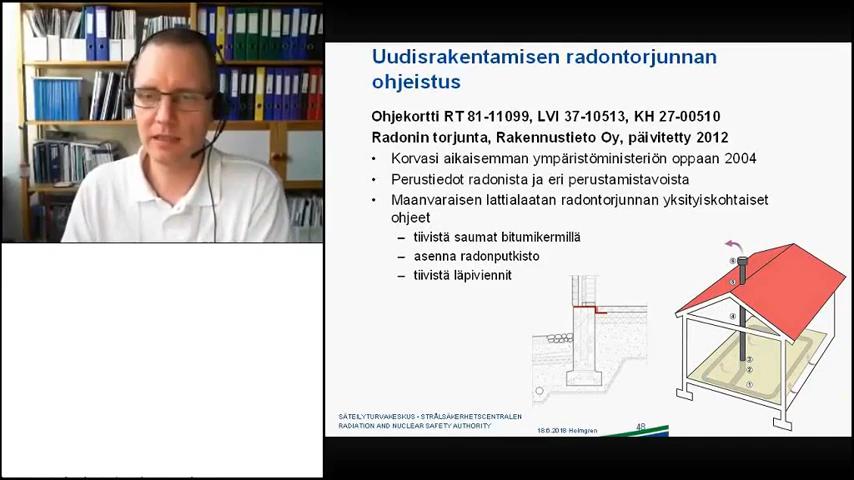 Uudisrakentamisen radontorjunnan
ohjeistus
Ohjekortti RT 81-11099, LVI 37-10513, KH 27-00510
Radonin torjunta, Rakennustieto Oy, päivitetty 2012
• Korvasi aikaisemman ympäristöministeriön oppaan 2004
• Perustiedot radonista ja eri perustamistavoista
• Maanvaraisen lattialaatan radontorjunnan yksityiskohtaiset
ohjeet
– tiivistä saumat bitumikermillä
– asenna radonputkisto
– tiivistä läpiviennit
SÄTEILYTURVAKESKUS • STRÅLSÄKERHETSCENTRALEN
RADIATION AND NUCLEAR SAFETY AUTHORITY
18.6.2018 Holmgren
48